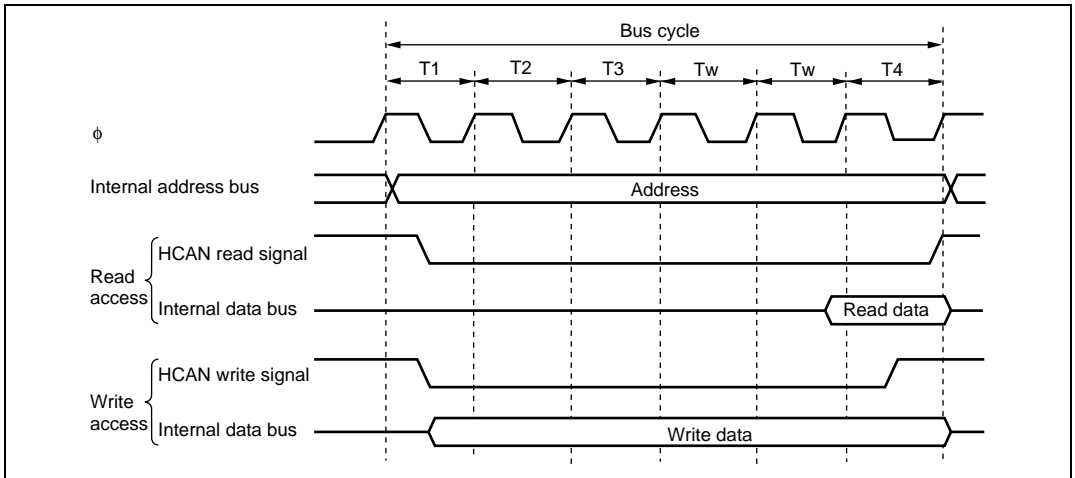 Bus cycle
T1 T2 T3 Tw Tw T4
ϕ
Internal address bus Address
Read access
HCAN read signal
Internal data bus Read data
Write access
HCAN write signal
Internal data bus Write data